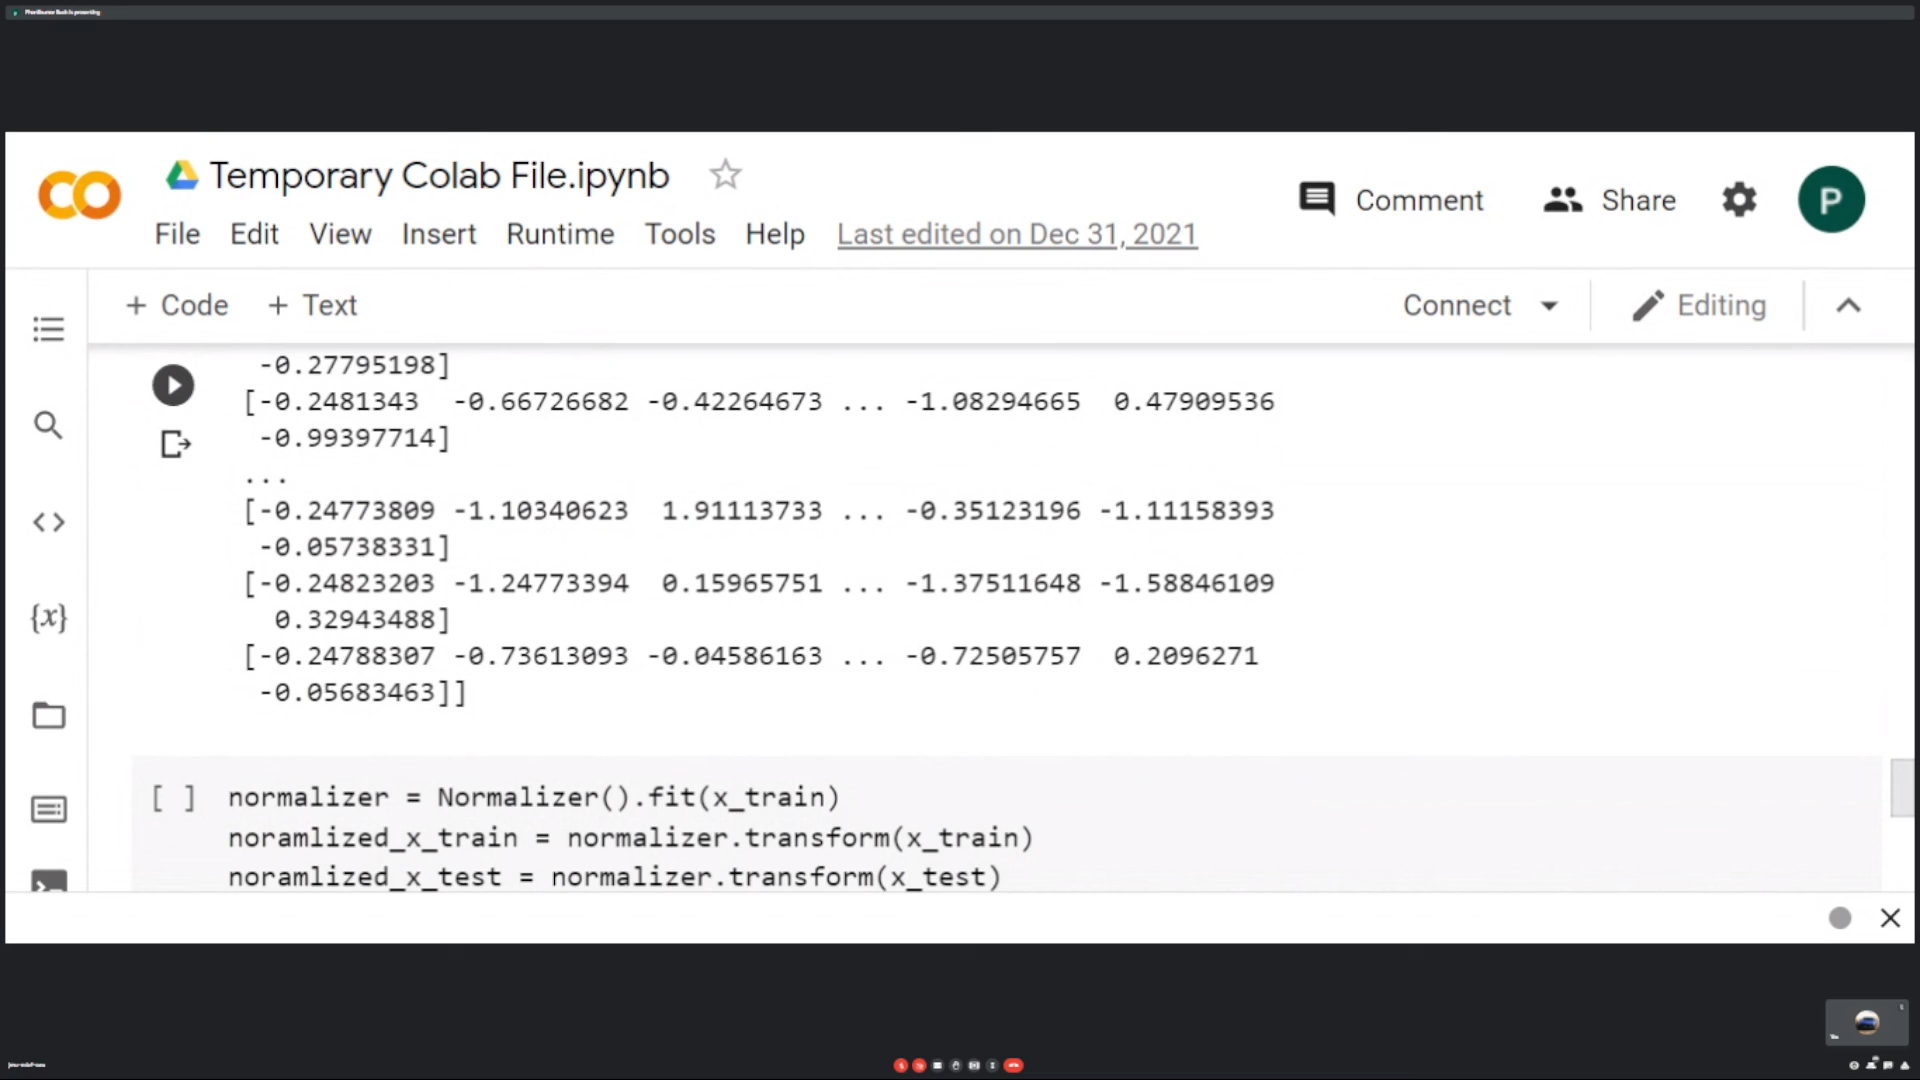 Temporary Colab File.ipynb
Comment
Share
P
File Edit View Insert Runtime Tools Help Last edited on Dec 31, 2021
+ Code + Text
Connect
Editing
-0.27795198]
[-0.2481343 -0.66726682 -0.42264673 ... -1.08294665 0.47909536
-0.99397714]
...
[-0.24773809 -1.10340623 1.91113733 ... -0.35123196 -1.11158393
-0.05738331]
[-0.24823203 -1.24773394 0.15965751 ... -1.37511648 -1.58846109
0.32943488]
[-0.24788307 -0.73613093 -0.04586163 ... -0.72505757 0.2096271
-0.05683463]]
[ ] normalizer = Normalizer().fit(x_train)
noramlized_x_train = normalizer.transform(x_train)
noramlized_x_test = normalizer.transform(x_test)
{x}